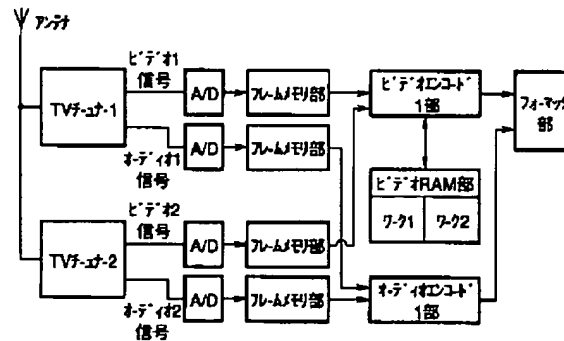 アンテナ
ビデオ1
信号
TVチューナ-1
A/D
フレームメモリ部
ビデオエンコード
1部
フォーマッタ
部
オーディオ1
信号
A/D
フレームメモリ部
ビデオRAM部
ワーク1
ワーク2
ビデオ2
信号
TVチューナ-2
A/D
フレームメモリ部
オーディオ2
信号
A/D
フレームメモリ部
オーディオエンコード
1部